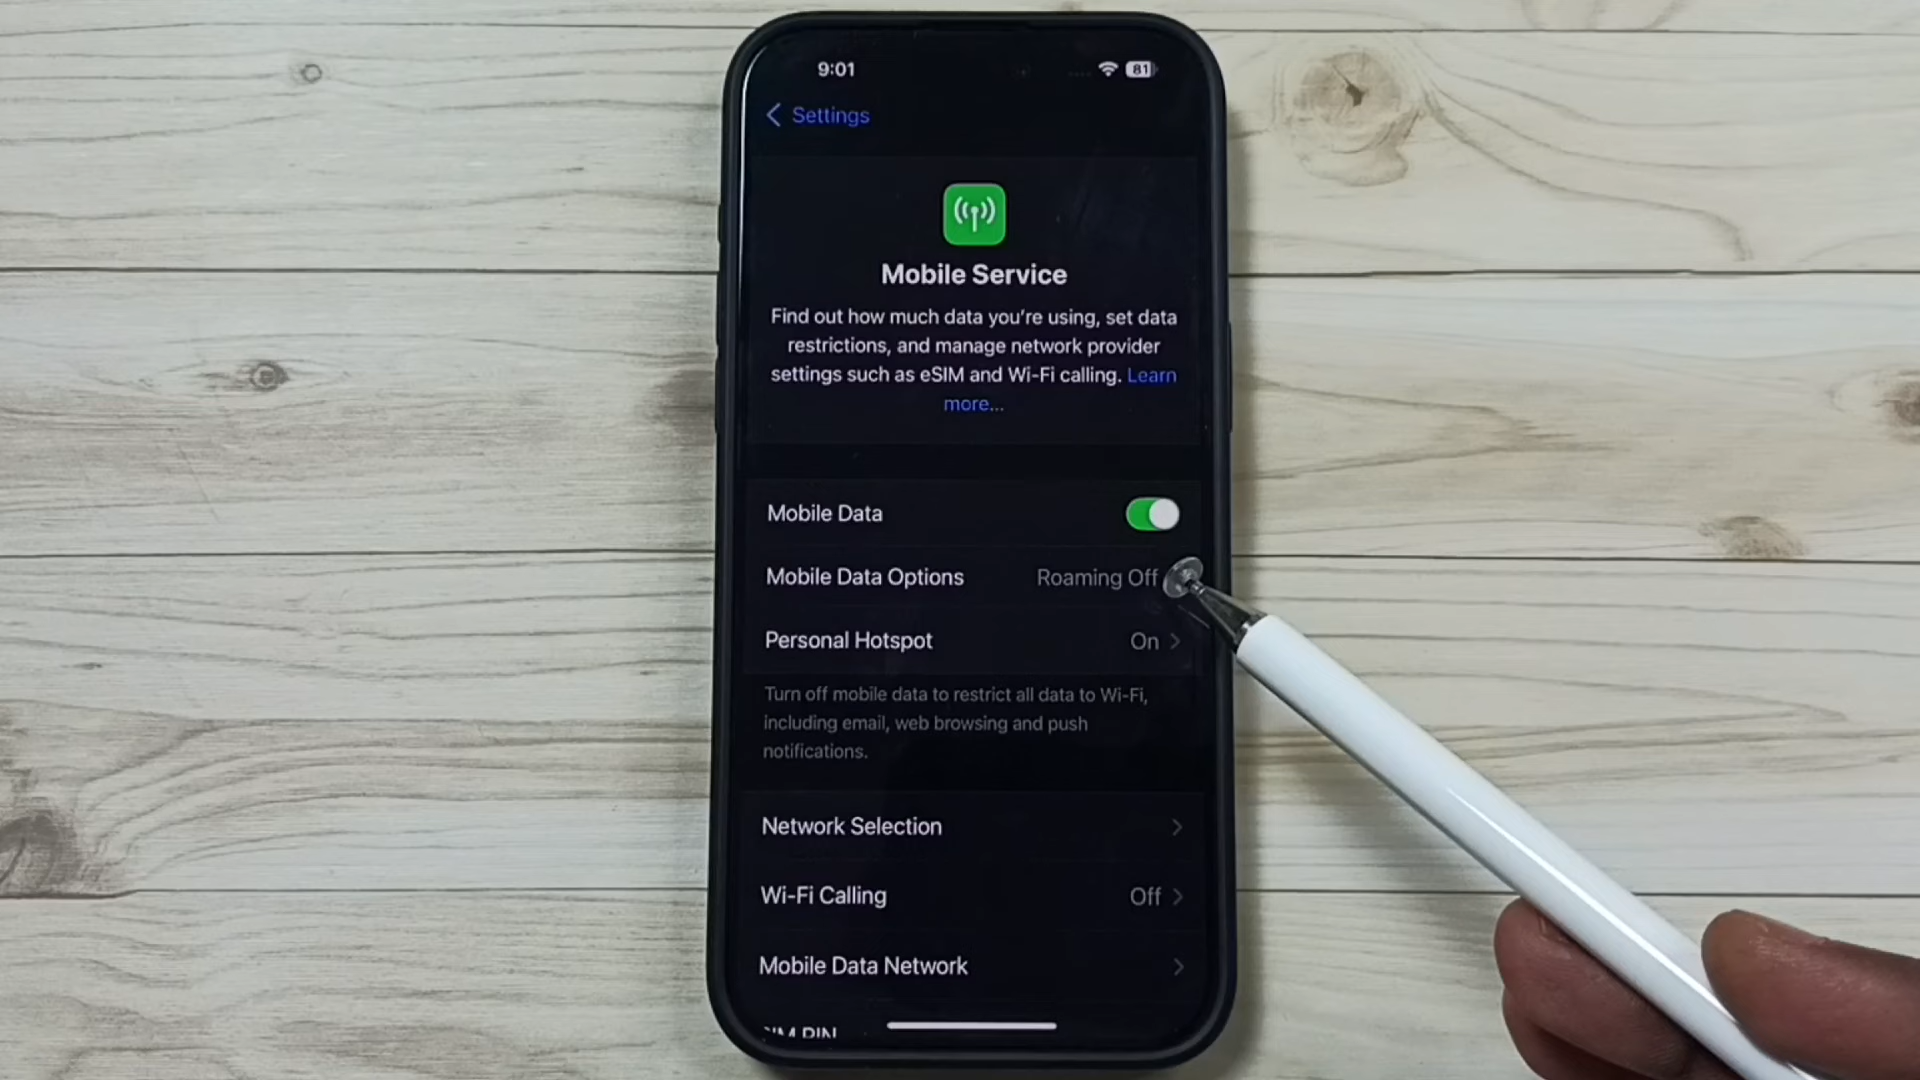 9:01
81
Settings
Mobile Service
Find out how much data you're using, set data
restrictions, and manage network provider
settings such as eSIM and Wi-Fi calling. Learn
more...
Mobile Data
Mobile Data Options Roaming Off
Personal Hotspot On
Turn off mobile data to restrict all data to Wi-Fi,
including email, web browsing and push
notifications.
Network Selection
Wi-Fi Calling Off
Mobile Data Network
SIM PIN